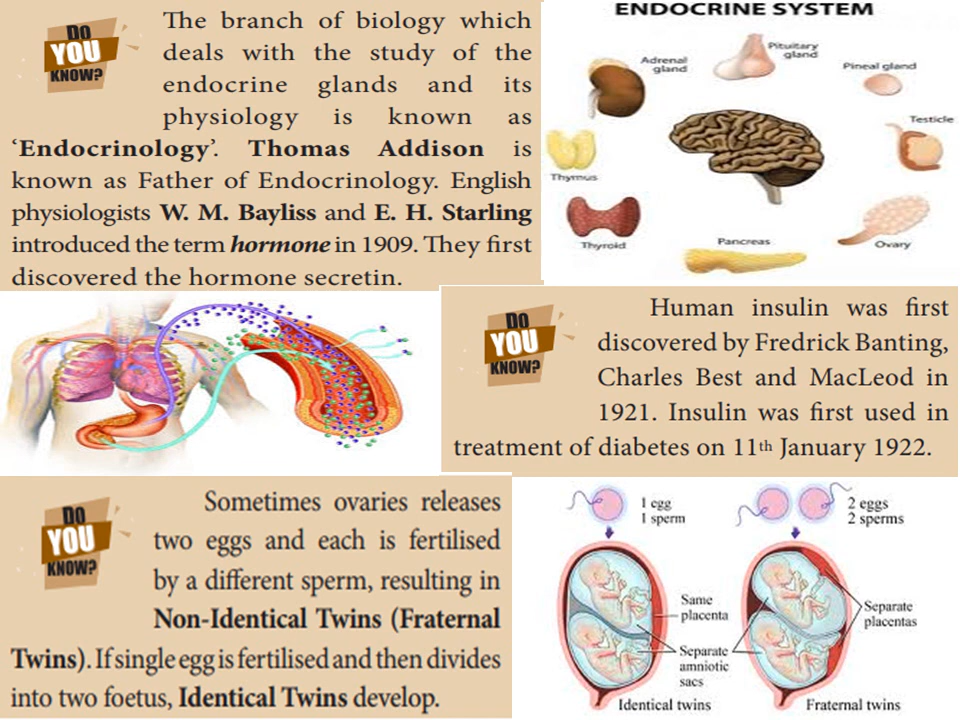 DO
YOU
KNOW?
The branch of biology which
deals with the study of the
endocrine glands and its
physiology is known as
‘Endocrinology’. Thomas Addison is
known as Father of Endocrinology. English
physiologists W. M. Bayliss and E. H. Starling
introduced the term hormone in 1909. They first
discovered the hormone secretin.
ENDOCRINE SYSTEM
Adrenal
gland
Pituitary
gland
Pineal gland
Thymus
Testicle
Thyroid
Pancreas
Ovary
DO
YOU
KNOW?
Human insulin was first
discovered by Fredrick Banting,
Charles Best and MacLeod in
1921. Insulin was first used in
treatment of diabetes on 11th January 1922.
DO
YOU
KNOW?
Sometimes ovaries releases
two eggs and each is fertilised
by a different sperm, resulting in
Non-Identical Twins (Fraternal
Twins). If single egg is fertilised and then divides
into two foetus, Identical Twins develop.
1 egg
1 sperm
2 eggs
2 sperms
Same
placenta
Separate
placentas
Separate
amniotic
sacs
Identical twins
Fraternal twins